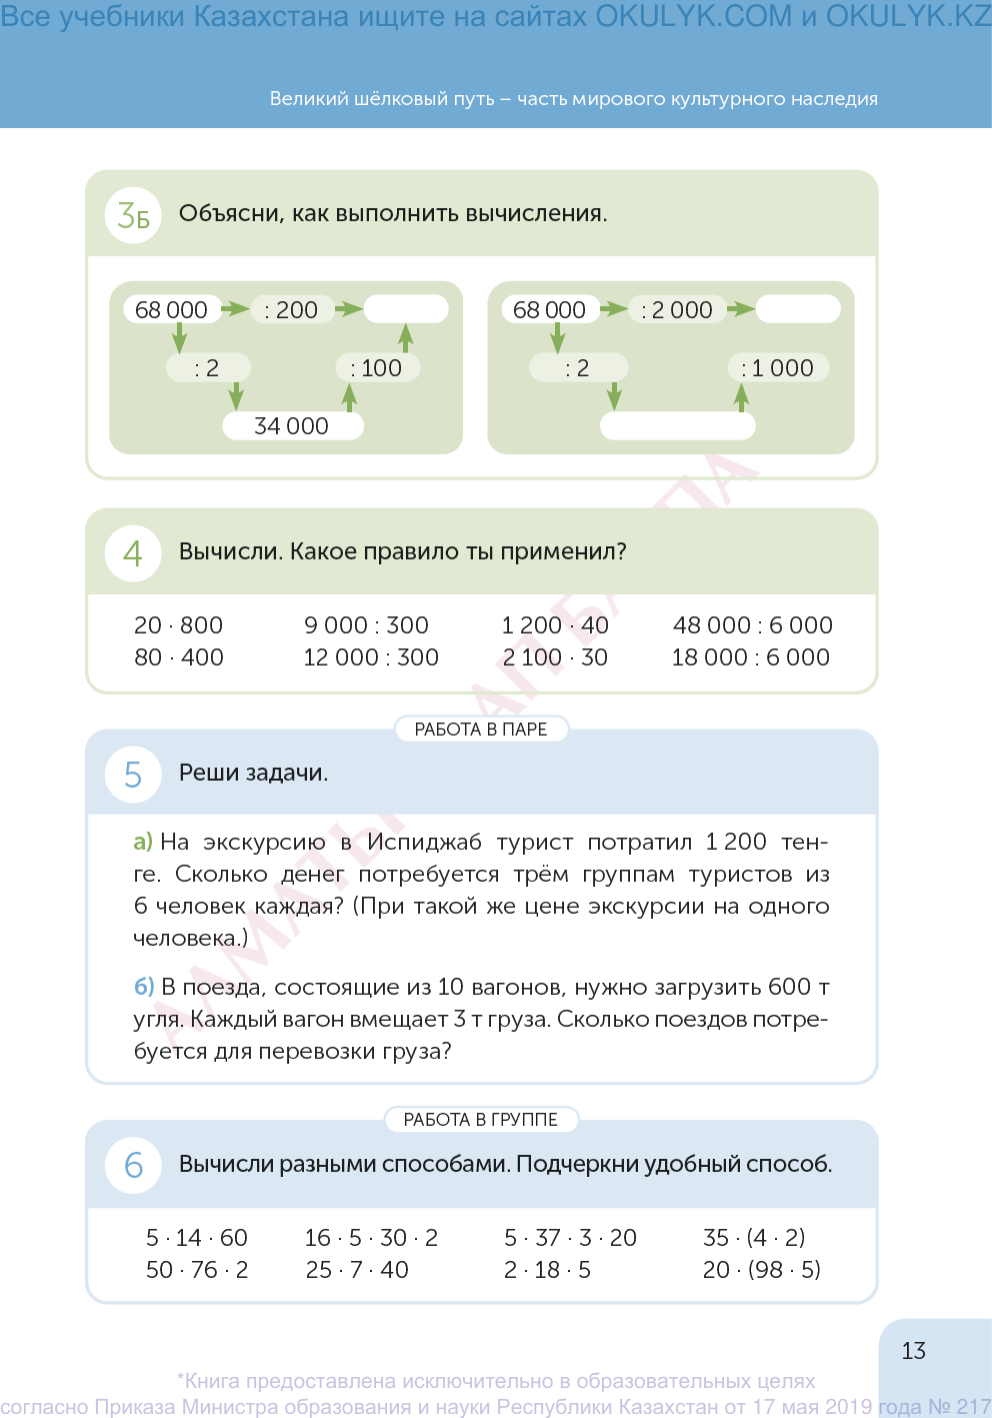 Все учебники Казахстана ищите на сайтах OKULYK.COM и OKULYK.KZ
Великий шёлковый путь – часть мирового культурного наследия
3Б Объясни, как выполнить вычисления.
68 000 : 200 68 000 : 2 000
: 2 : 100 : 2 : 1 000
34 000
4 Вычисли. Какое правило ты применил?
20 · 800 9 000 : 300 1 200 · 40 48 000 : 6 000
80 · 400 12 000 : 300 2 100 · 30 18 000 : 6 000
РАБОТА В ПАРЕ
5 Реши задачи.
а) На экскурсию в Испиджаб турист потратил 1 200 тен-
ге. Сколько денег потребуется трём группам туристов из
6 человек каждая? (При такой же цене экскурсии на одного
человека.)
б) В поезда, состоящие из 10 вагонов, нужно загрузить 600 т
угля. Каждый вагон вмещает 3 т груза. Сколько поездов потре-
буется для перевозки груза?
РАБОТА В ГРУППЕ
6 Вычисли разными способами. Подчеркни удобный способ.
5 · 14 · 60 16 · 5 · 30 · 2 5 · 37 · 3 · 20 35 · (4 · 2)
50 · 76 · 2 25 · 7 · 40 2 · 18 · 5 20 · (98 · 5)
13
*Книга предоставлена исключительно в образовательных целях
согласно Приказа Министра образования и науки Республики Казахстан от 17 мая 2019 года № 217